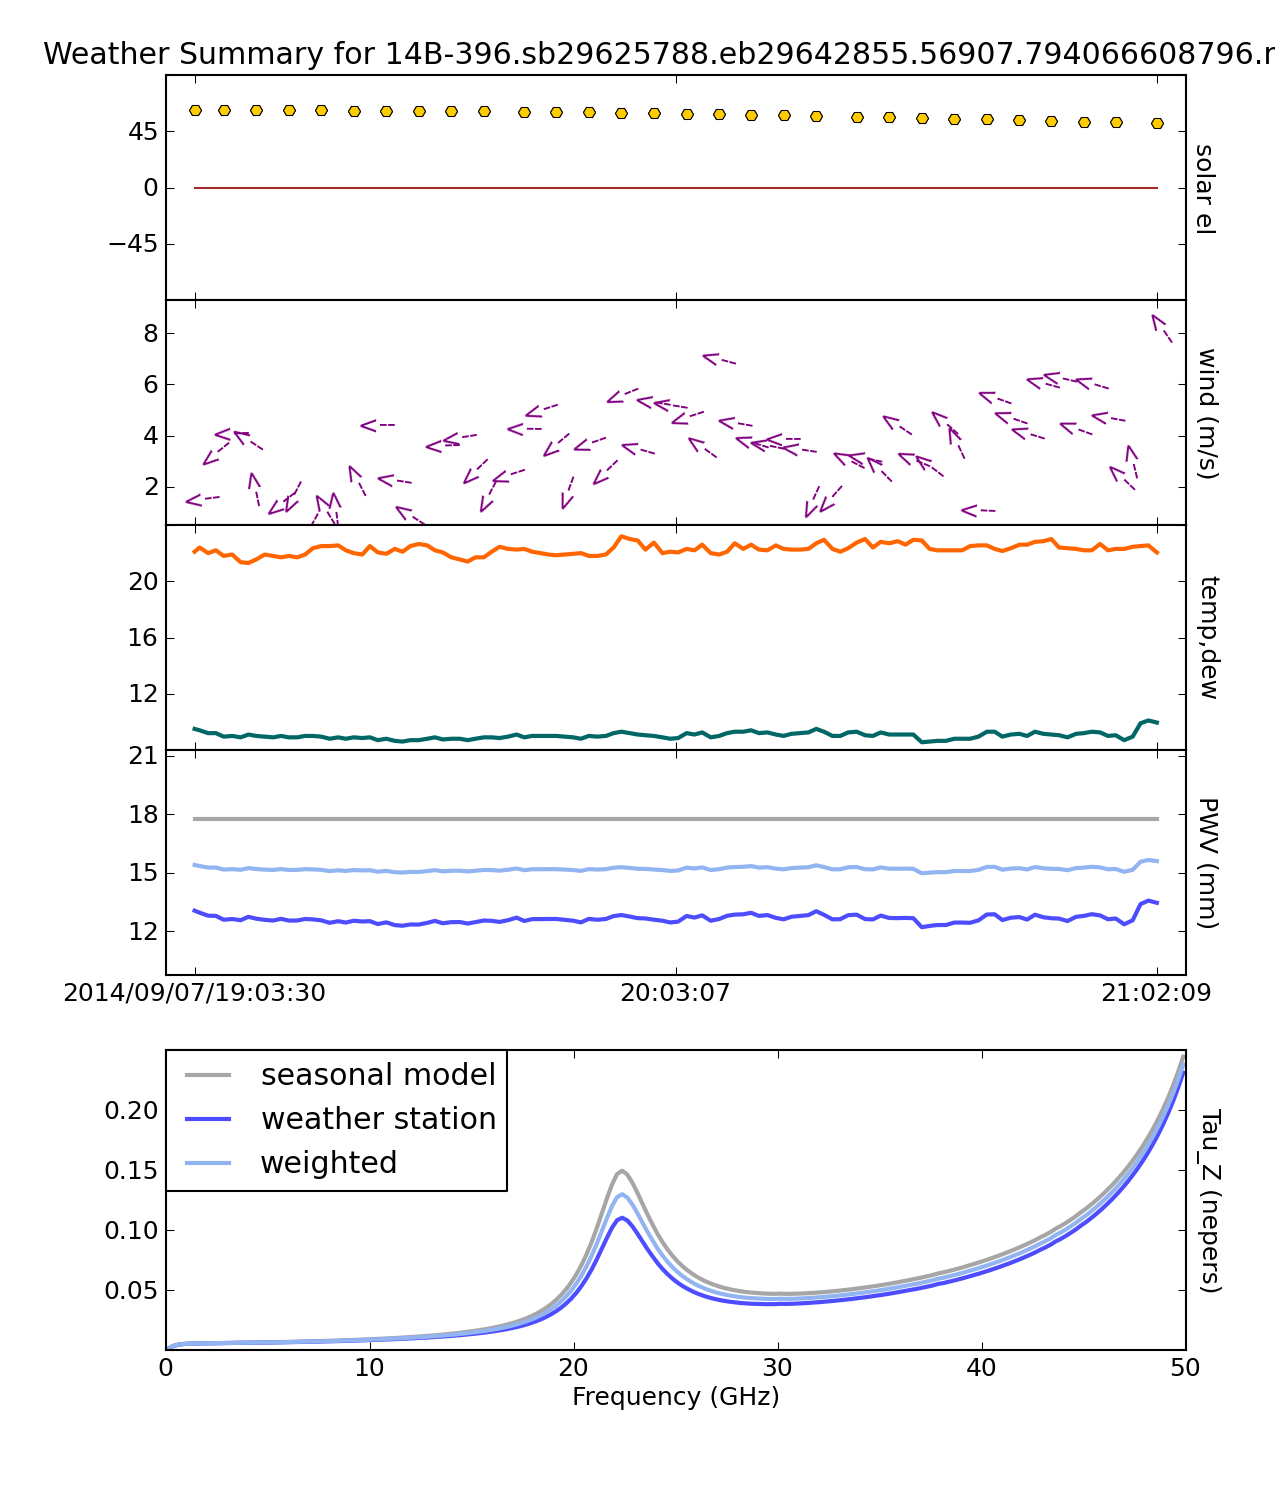 Weather Summary for 14B-396.sb29625788.eb29642855.56907.794066608796.r
45
0
−45
solar el
8
6
4
2
wind (m/s)
20
16
12
temp,dew
21
18
15
12
PWV (mm)
2014/09/07/19:03:30 20:03:07 21:02:09
seasonal model
weather station
weighted
0.20
0.15
0.10
0.05
Tau_Z (nepers)
0 10 20 30 40 50
Frequency (GHz)